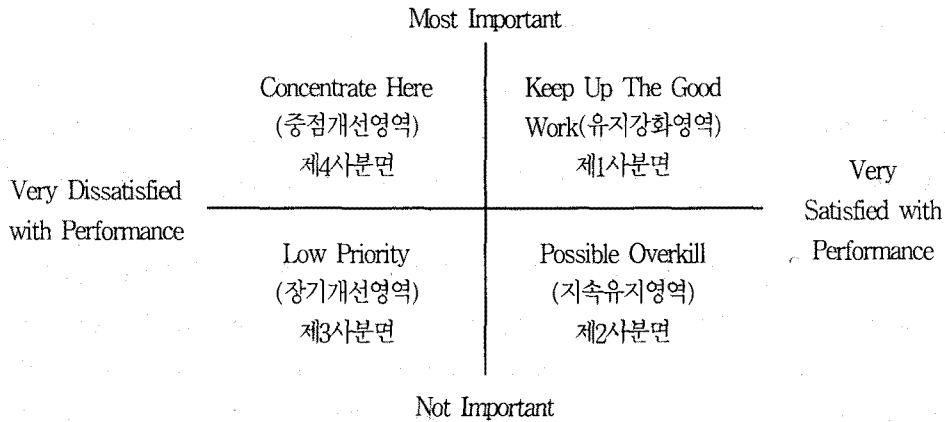 Most Important
Concentrate Here
(중점개선영역)
제4사분면
Keep Up The Good
Work(유지강화영역)
제1사분면
Very Dissatisfied
with Performance
Very
Satisfied with
Performance
Low Priority
(장기개선영역)
제3사분면
Possible Overkill
(지속유지영역)
제2사분면
Not Important